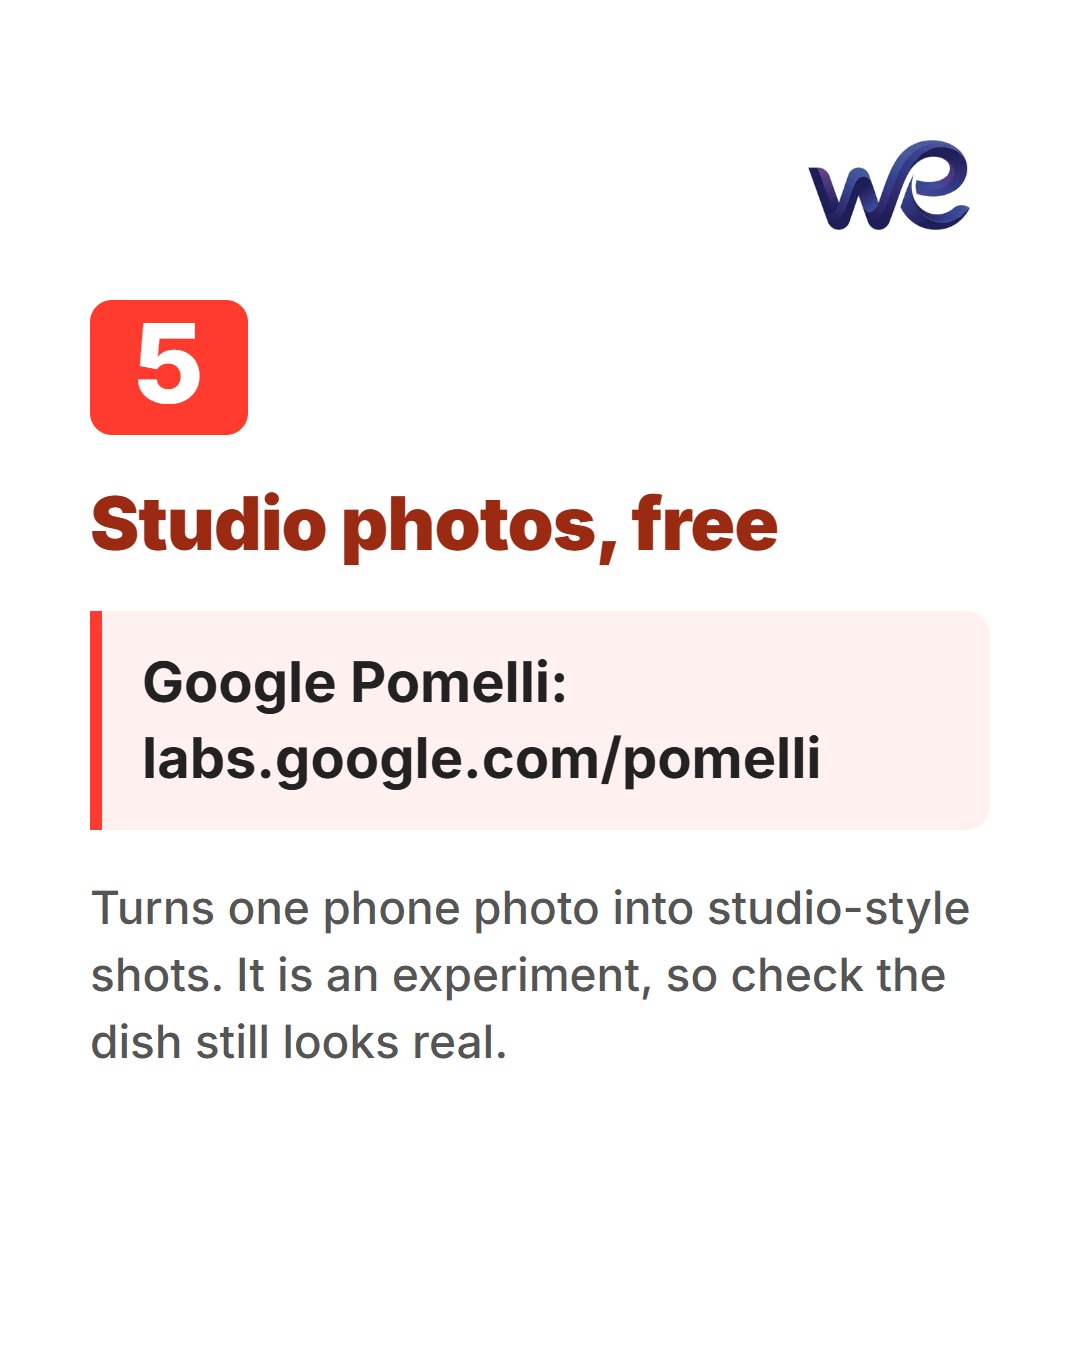 we
5
Studio photos, free
Google Pomelli:
labs.google.com/pomelli
Turns one phone photo into studio-style
shots. It is an experiment, so check the
dish still looks real.